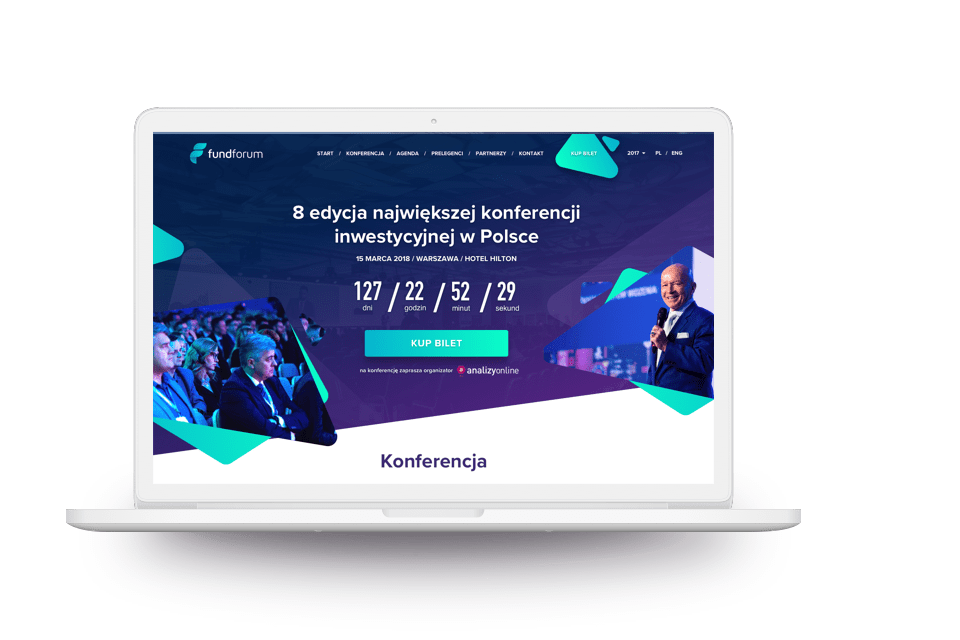 fundforum
START / KONFERENCJA / AGENDA / PRELEGENCI / PARTNERZY / KONTAKT
KUP BILET
2017
PL / ENG
8 edycja największej konferencji
inwestycyjnej w Polsce
15 MARCA 2018 / WARSZAWA / HOTEL HILTON
127 / 22 / 52 / 29
dni godzin minut sekund
KUP BILET
na konferencję zaprasza organizator analizyonline
Konferencja